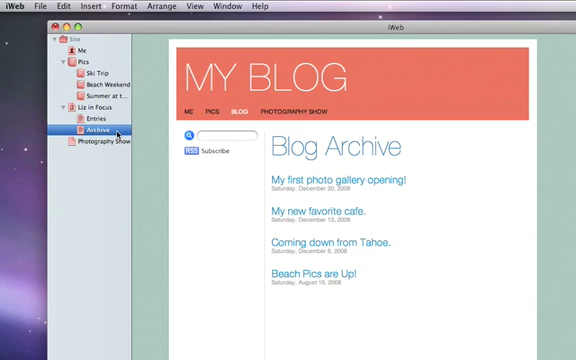 iWeb File Edit Insert Format Arrange View Window Help
iWeb
Site
Me
Pics
Ski Trip
Beach Weekend
Summer at t...
Liz in Focus
Entries
Archive
Photography Show
MY BLOG
ME PICS BLOG PHOTOGRAPHY SHOW
RSS Subscribe
Blog Archive
My first photo gallery opening!
Saturday, December 20, 2008
My new favorite cafe.
Saturday, December 13, 2008
Coming down from Tahoe.
Saturday, December 6, 2008
Beach Pics are Up!
Saturday, August 16, 2008